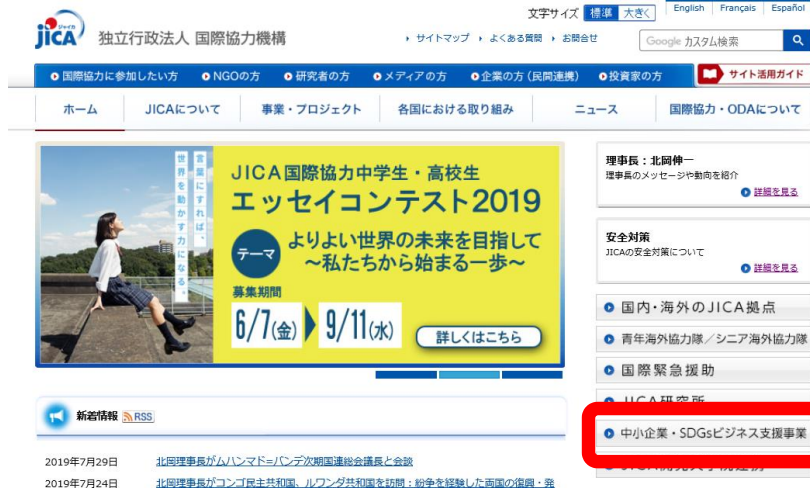 文字サイズ 標準 大きく English Français Español
JICA 独立行政法人 国際協力機構
サイトマップ よくある質問 お問合せ Google カスタム検索
国際協力に参加したい方 NGOの方 研究者の方 メディアの方 企業の方(民間連携) 投資家の方 サイト活用ガイド
ホーム JICAについて 事業・プロジェクト 各国における取り組み ニュース 国際協力・ODAについて
言葉にすれば、
世界を動かす力になる。
JICA国際協力中学生・高校生
エッセイコンテスト2019
テーマ よりよい世界の未来を目指して
～私たちから始まる一歩～
募集期間
6/7(金) 9/11(水) 詳しくはこちら
理事長：北岡伸一
理事長のメッセージや動向を紹介
詳細を見る
安全対策
JICAの安全対策について
詳細を見る
国内・海外のJICA拠点
青年海外協力隊／シニア海外協力隊
国際緊急援助
JICA研究所
中小企業・SDGsビジネス支援事業
新着情報 RSS
2019年7月29日 北岡理事長がムハンマド=バンデ次期国連総会議長と会談
2019年7月24日 北岡理事長がコンゴ民主共和国、ルワンダ共和国を訪問：紛争を経験した両国の復興・発